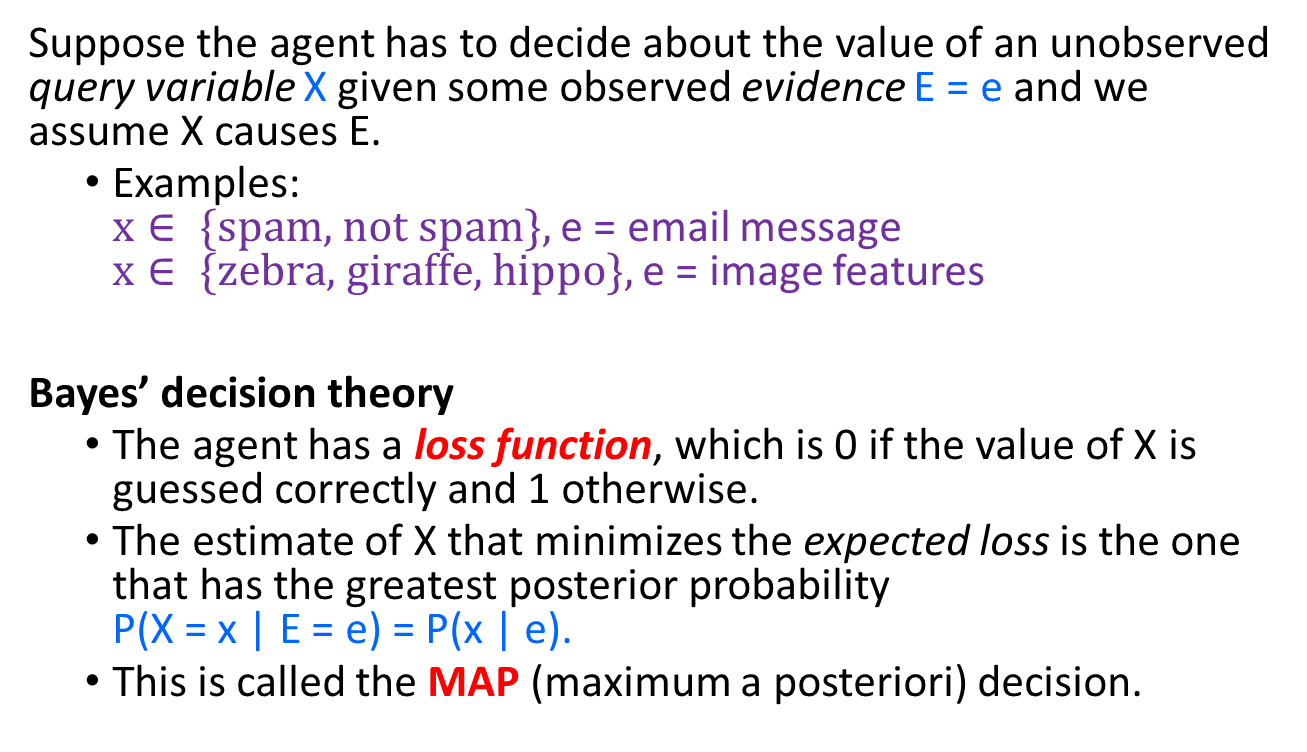 Suppose the agent has to decide about the value of an unobserved
query variable X given some observed evidence E = e and we
assume X causes E.
• Examples:
x ∈ {spam, not spam}, e = email message
x ∈ {zebra, giraffe, hippo}, e = image features
Bayes’ decision theory
• The agent has a loss function, which is 0 if the value of X is
guessed correctly and 1 otherwise.
• The estimate of X that minimizes the expected loss is the one
that has the greatest posterior probability
P(X = x | E = e) = P(x | e).
• This is called the MAP (maximum a posteriori) decision.